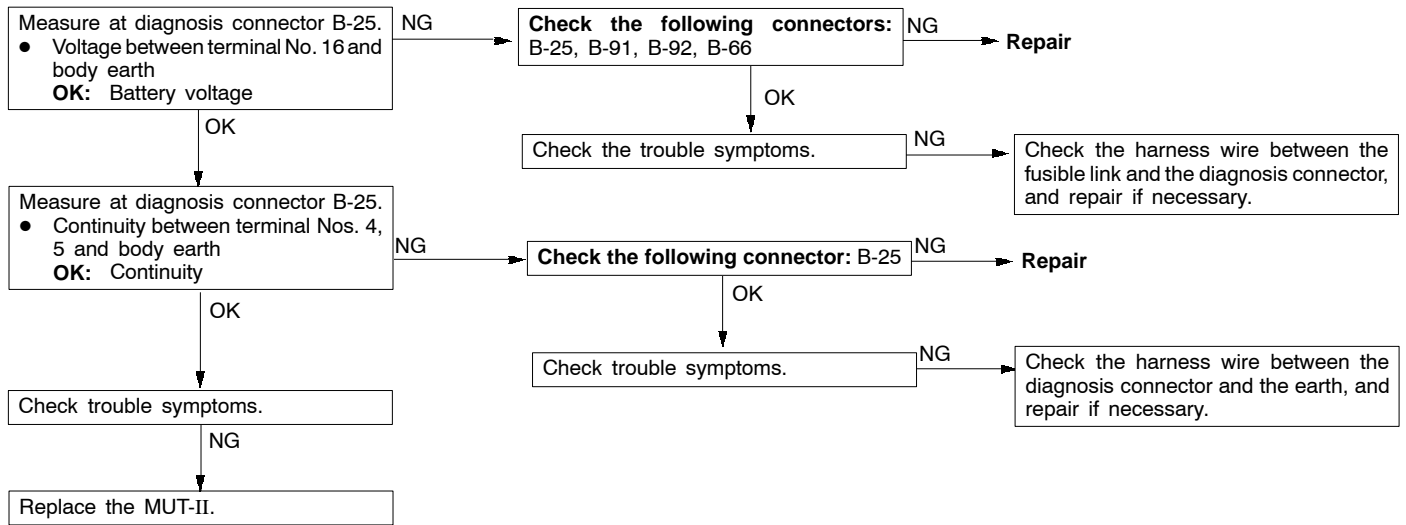 Measure at diagnosis connector B-25.
● Voltage between terminal No. 16 and
body earth
OK: Battery voltage
NG
Check the following connectors:
B-25, B-91, B-92, B-66
NG
Repair
OK
OK
Check the trouble symptoms.
NG
Check the harness wire between the
fusible link and the diagnosis connector,
and repair if necessary.
Measure at diagnosis connector B-25.
● Continuity between terminal Nos. 4,
5 and body earth
OK: Continuity
NG
Check the following connector: B-25
NG
Repair
OK
OK
Check trouble symptoms.
NG
Check the harness wire between the
diagnosis connector and the earth, and
repair if necessary.
Check trouble symptoms.
NG
Replace the MUT-II.